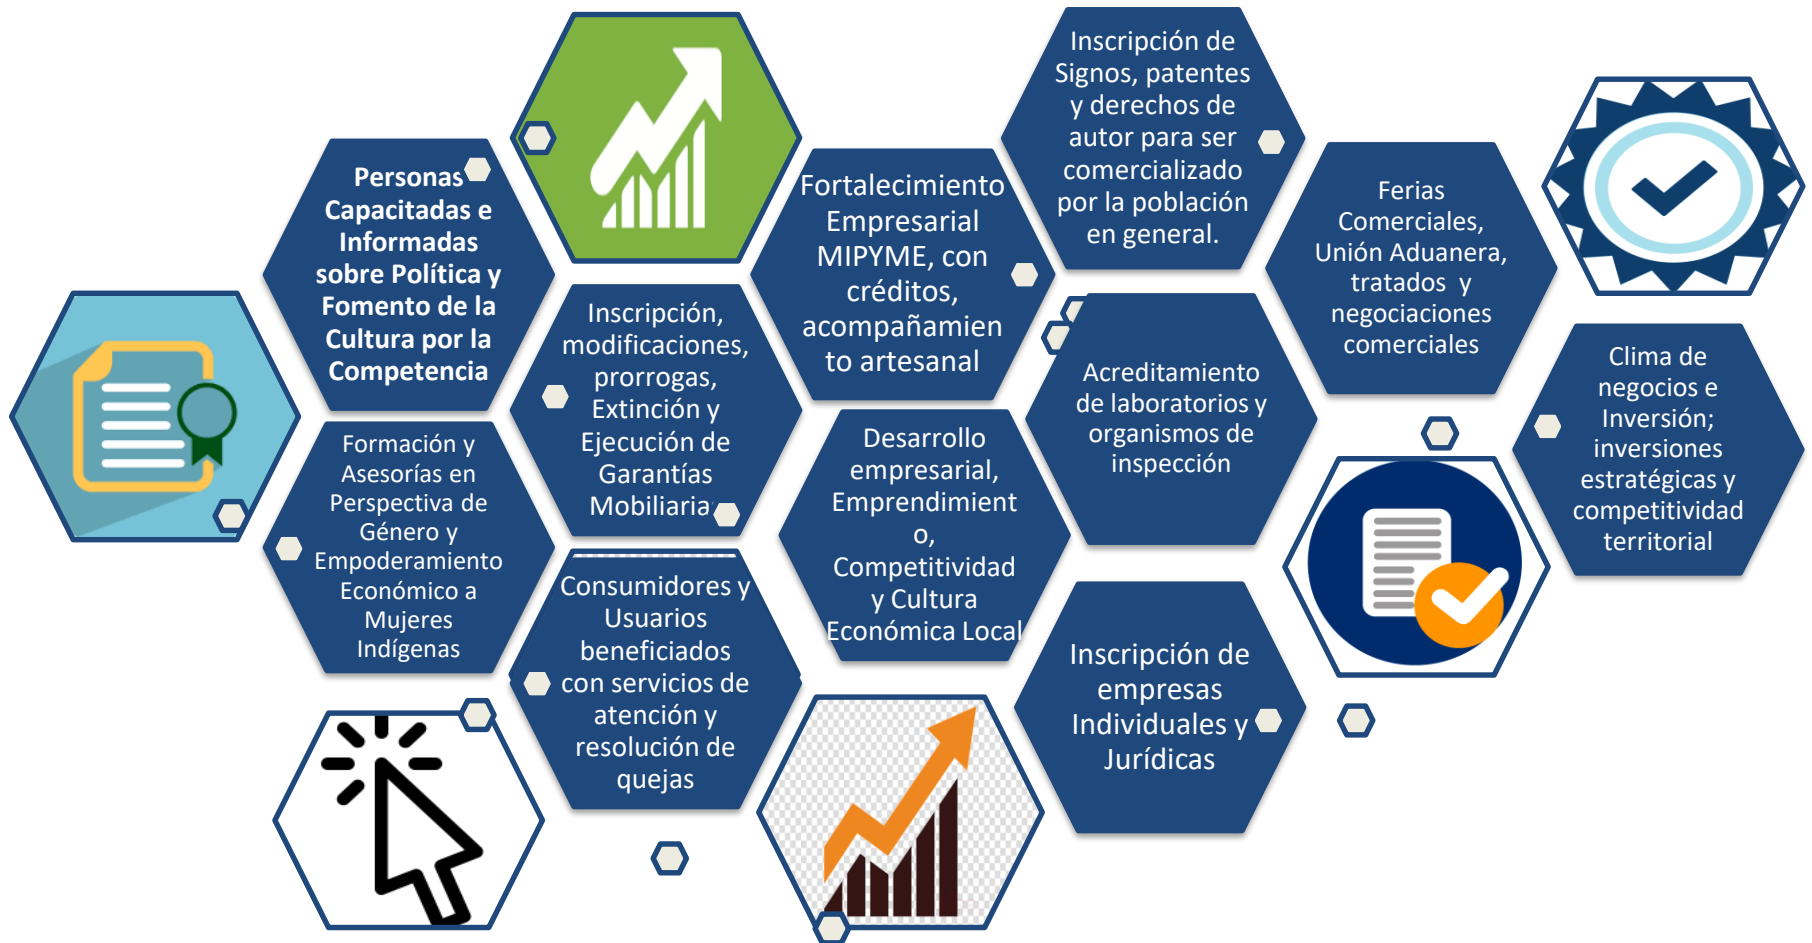 Personas
Capacitadas e
Informadas
sobre Política y
Fomento de la
Cultura por la
Competencia
Formación y
Asesorías en
Perspectiva de
Género y
Empoderamiento
Económico a
Mujeres
Indígenas
Inscripción,
modificaciones,
prorrogas,
Extinción y
Ejecución de
Garantías
Mobiliaria
Consumidores y
Usuarios
beneficiados
con servicios de
atención y
resolución de
quejas
Fortalecimiento
Empresarial
MIPYME, con
créditos,
acompañamien
to artesanal
Desarrollo
empresarial,
Emprendimient
o,
Competitividad
y Cultura
Económica Local
Inscripción de
Signos, patentes
y derechos de
autor para ser
comercializado
por la población
en general.
Acreditamiento
de laboratorios y
organismos de
inspección
Inscripción de
empresas
Individuales y
Jurídicas
Ferias
Comerciales,
Unión Aduanera,
tratados y
negociaciones
comerciales
Clima de
negocios e
Inversión;
inversiones
estratégicas y
competitividad
territorial